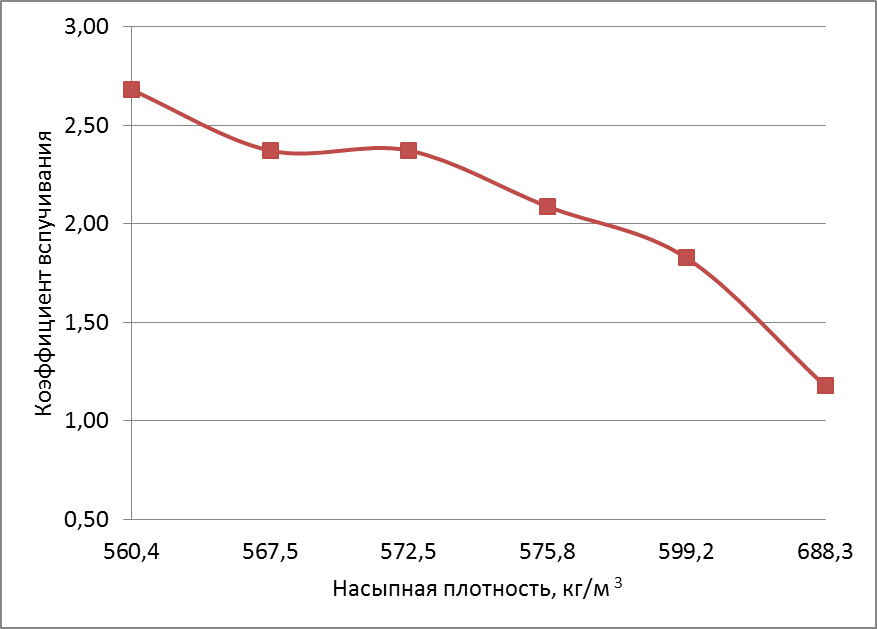 Коэффициент вспучивания
3,00
2,50
2,00
1,50
1,00
0,50
560,4 567,5 572,5 575,8 599,2 688,3
Насыпная плотность, кг/м 3